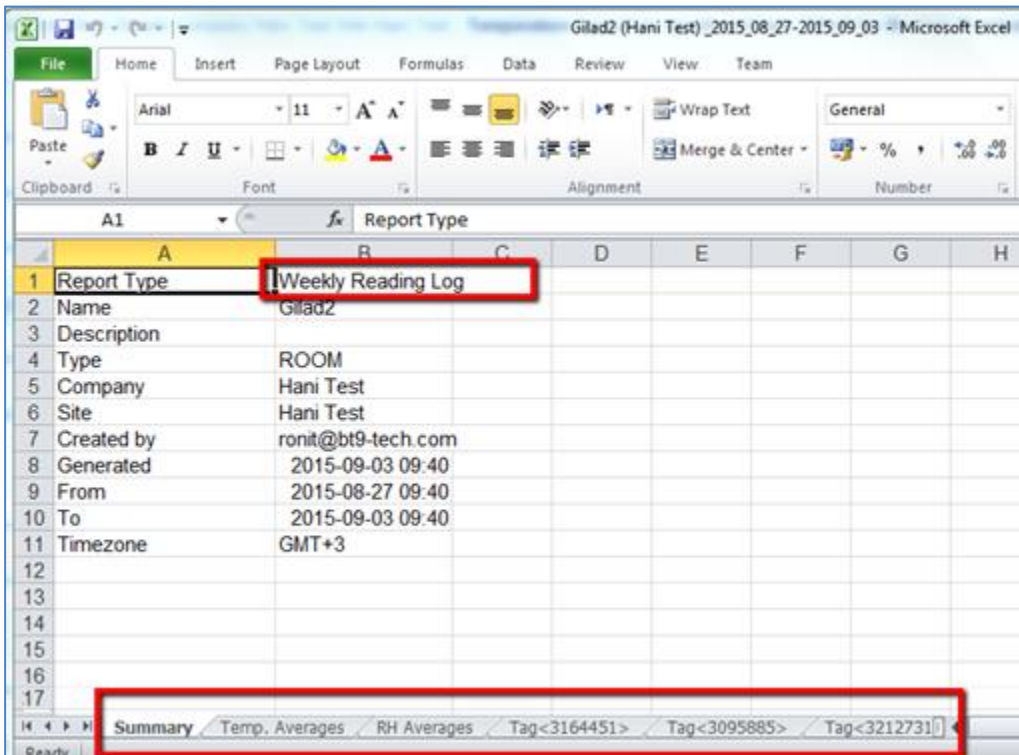 Gilad2 (Hani Test) _2015_08_27-2015_09_03 - Microsoft Excel
File Home Insert Page Layout Formulas Data Review View Team
Arial 11 A A Wrap Text General
Paste B I U A Merge & Center % ,
Clipboard Font Alignment Number
A1 fx Report Type
A B C D E F G H
1 Report Type Weekly Reading Log
2 Name Gilad2
3 Description
4 Type ROOM
5 Company Hani Test
6 Site Hani Test
7 Created by ronit@bt9-tech.com
8 Generated 2015-09-03 09:40
9 From 2015-08-27 09:40
10 To 2015-09-03 09:40
11 Timezone GMT+3
12
13
14
15
16
17
Summary Temp. Averages RH Averages Tag<3164451> Tag<3095885> Tag<3212731
Ready